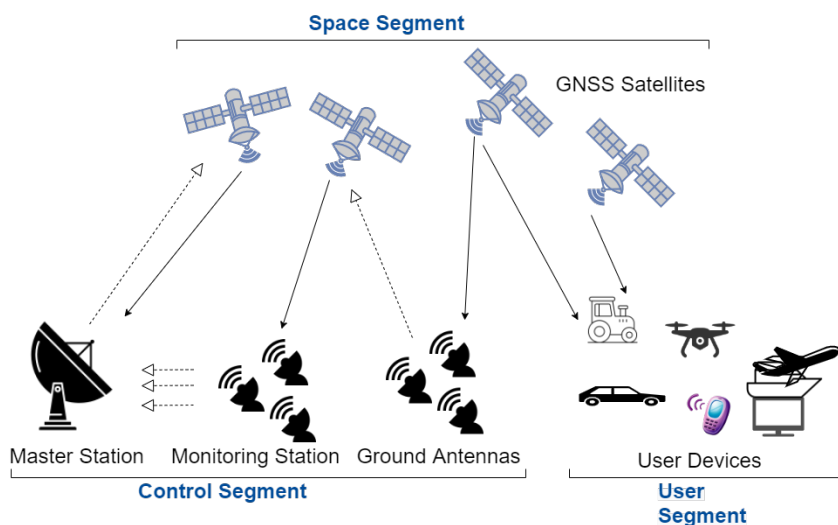 Space Segment
GNSS Satellites
Master Station
Monitoring Station
Ground Antennas
User Devices
Control Segment
User
Segment